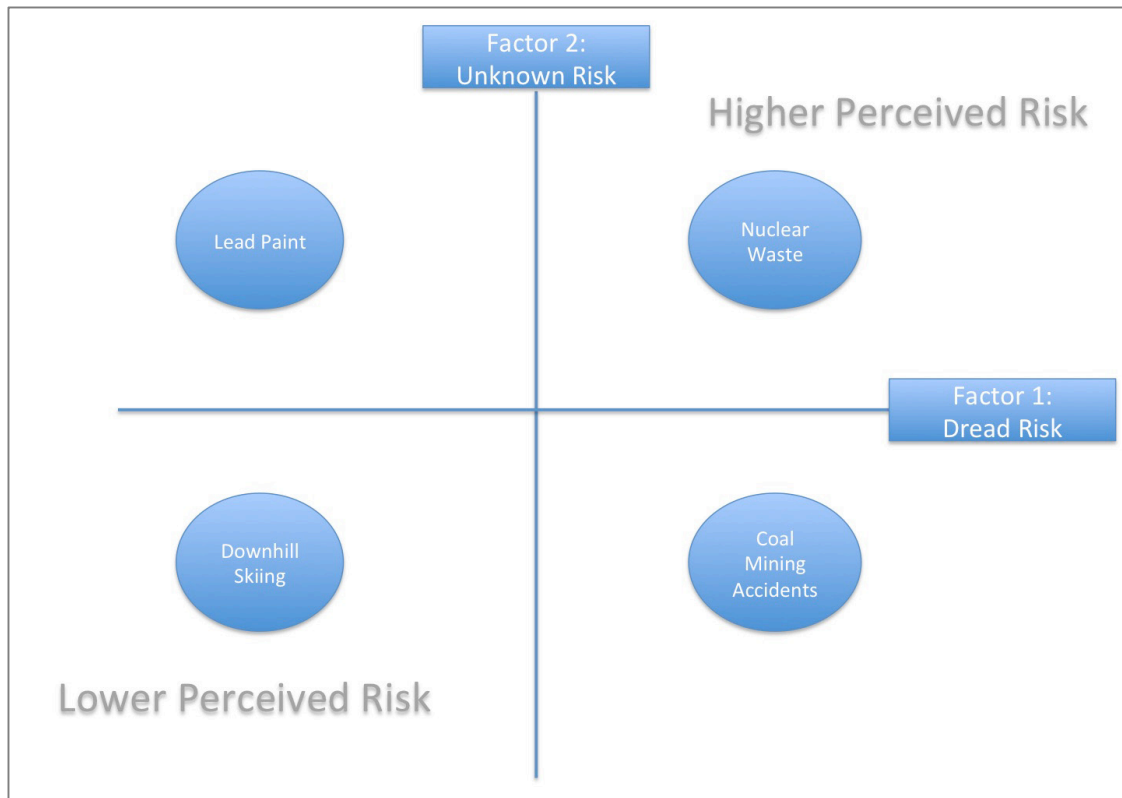 Factor 2:
Unknown Risk
Higher Perceived Risk
Lead Paint
Nuclear
Waste
Factor 1:
Dread Risk
Downhill
Skiing
Coal
Mining
Accidents
Lower Perceived Risk